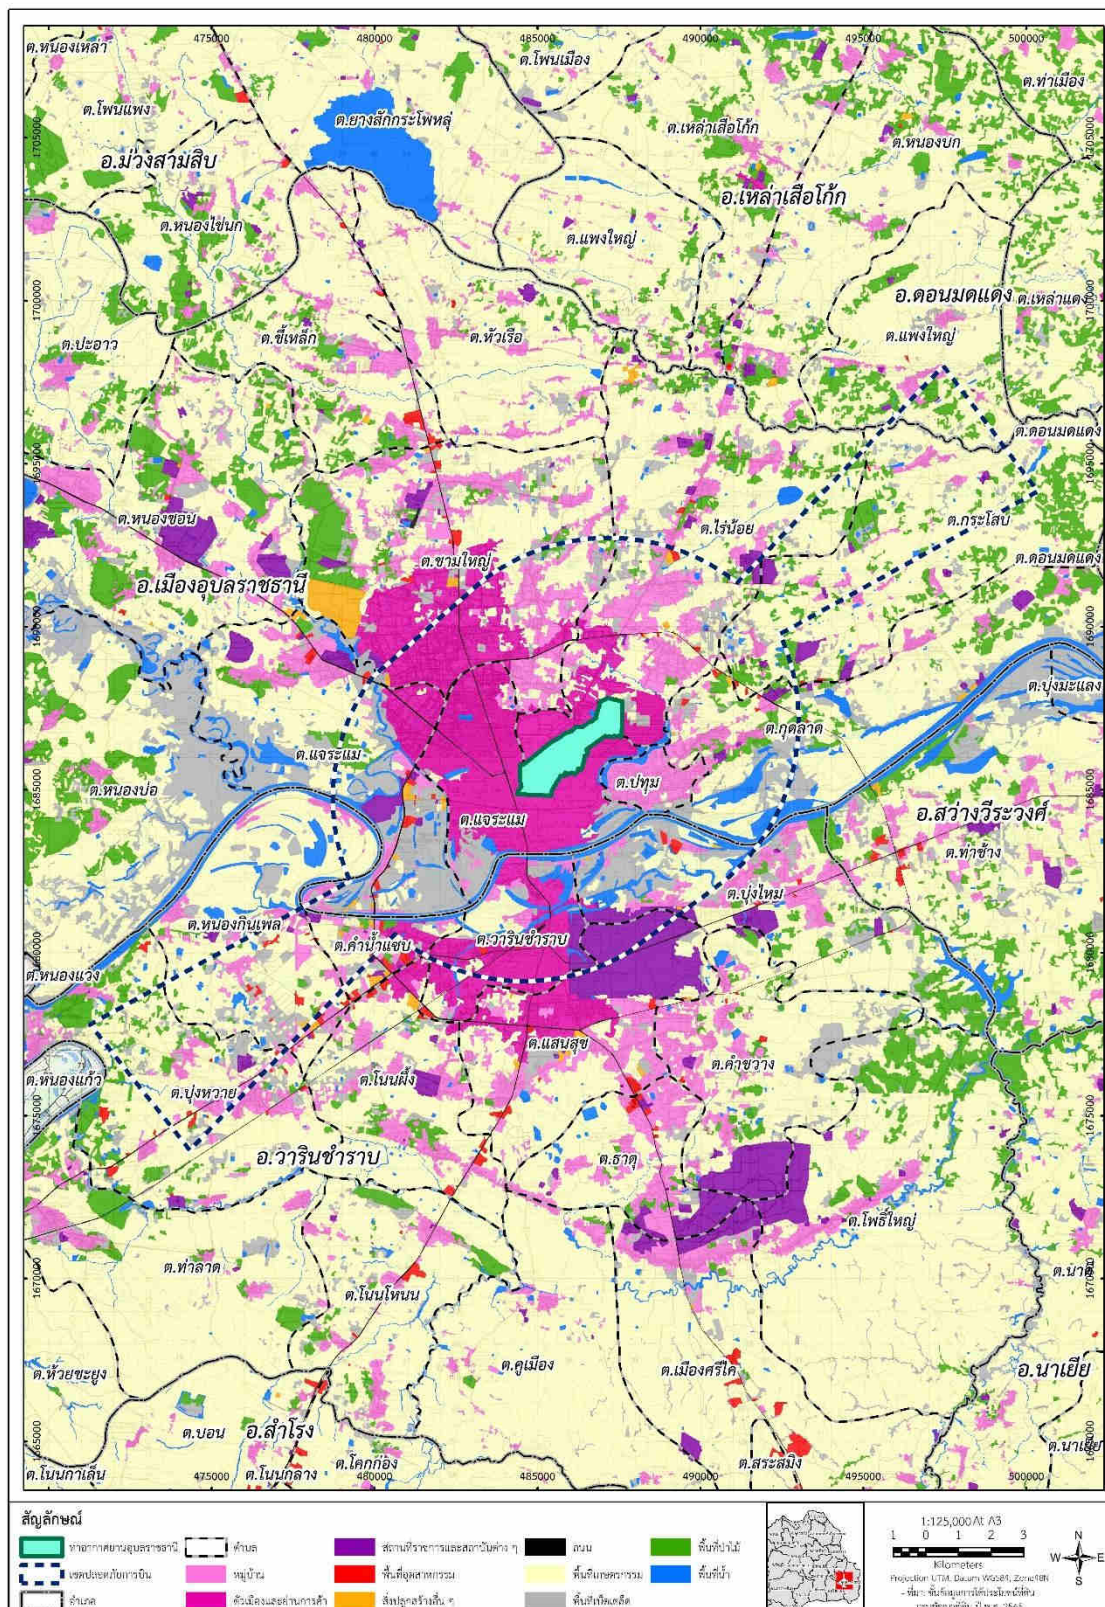 475000 480000 485000 490000 495000 500000
ต.หนองเหล่า
ต.โพนเมือง
ต.ท่าเมือง
ต.โพนแพง
ต.ยางสักกระโพหลุ่
ต.เหล่าเสือโก้ก
ต.หนองบก
1705000
1705000
อ.ม่วงสามสิบ
อ.เหล่าเสือโก้ก
ต.หนองไข่นก
ต.แพงใหญ่
1700000
อ.ดอนมดแดง
ต.เหล่าแดง
1700000
ต.ปะอาว
ต.ขี้เหล็ก
ต.หัวเรือ
ต.แพงใหญ่
ต.ดอนมดแดง
1695000
1695000
ต.หนองขอน
ต.ไร่น้อย
ต.กระโสบ
ต.ขามใหญ่
ต.ดอนมดแดง
อ.เมืองอุบลราชธานี
1690000
1690000
ต.บุ่งมะแลง
ต.กุดลาด
ต.แจระแม
ต.หนองบ่อ
ต.ปทุม
1685000
1685000
ต.แจระแม
อ.สว่างวีระวงศ์
ต.ท่าช้าง
ต.บุ่งไหม
ต.หนองกินเพล
ต.คำน้ำแซบ
ต.วารินชำราบ
1680000
1680000
ต.หนองแวง
ต.แสนสุข
ต.คำขวาง
ต.หนองแก้ว
ต.โนนผึ้ง
ต.บุ่งหวาย
1675000
1675000
อ.วารินชำราบ
ต.ธาตุ
ต.โพธิ์ใหญ่
ต.ท่าลาด
1670000
1670000
ต.โนนโหนน
ต.คูเมือง
ต.เมืองศรีไค
ต.ห้วยขะยูง
อ.นาเยีย
อ.สำโรง
ต.บอน
1665000
ต.นาเยีย
1665000
ต.โนนกาเล็น
ต.โนนกลาง
ต.โคกก่อง
ต.สระสมิง
475000 480000 485000 490000 495000 500000
สัญลักษณ์
ท่าอากาศยานอุบลราชธานี
ตำบล
สถานที่ราชการและสถาบันต่าง ๆ
ถนน
พื้นที่ป่าไม้
เขตปลอดภัยการบิน
หมู่บ้าน
พื้นที่อุตสาหกรรม
พื้นที่เกษตรกรรม
พื้นที่น้ำ
อำเภอ
ตัวเมืองและย่านการค้า
สิ่งปลูกสร้างอื่น ๆ
พื้นที่เบ็ดเตล็ด
1:125,000 At A3
1 0 1 2 3
Kilometers
Projection UTM, Datum WGS84, Zone48N
N
W E
S